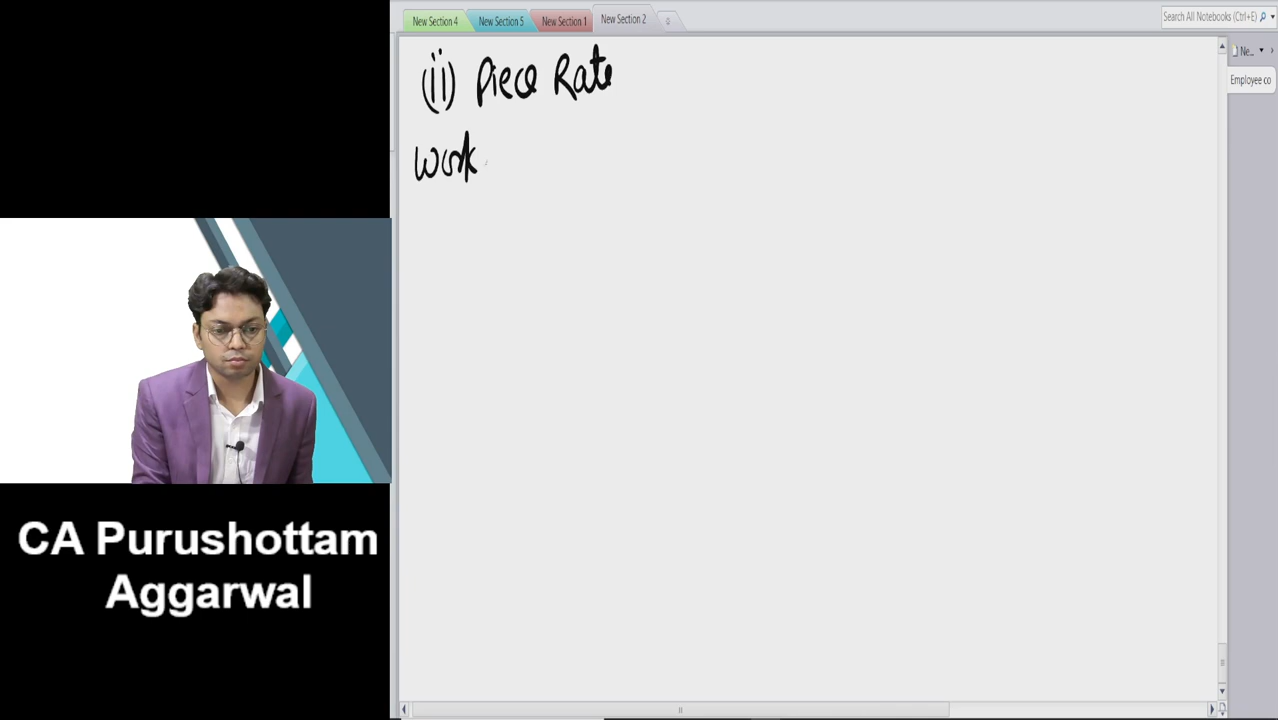 New Section 4 New Section 5 New Section 1 New Section 2
Search All Notebooks (Ctrl+E)
Ne...
Employee co
(ii) Piece Rate
Work
CA Purushottam
Aggarwal